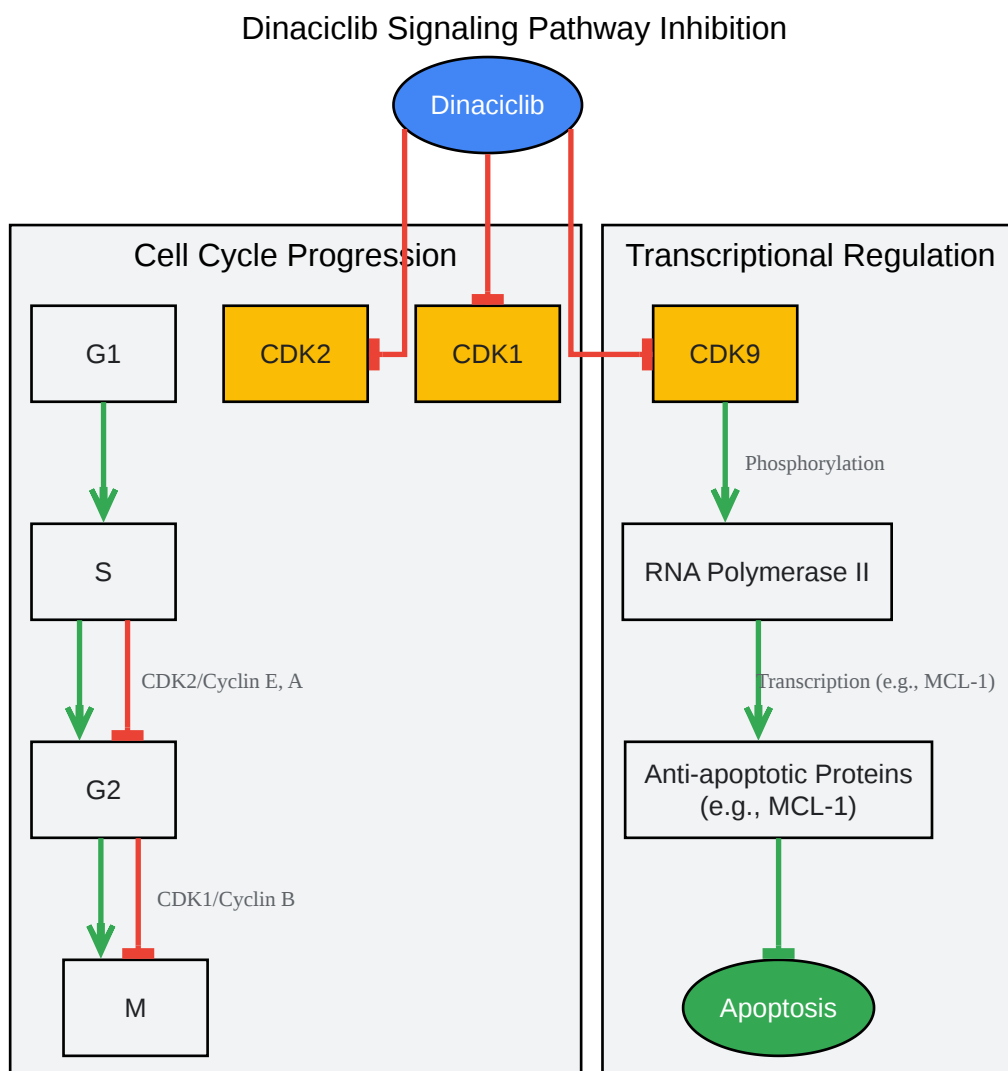 Dinaciclib Signaling Pathway Inhibition
Dinaciclib
Cell Cycle Progression
G1
CDK2
CDK1
S
CDK2/Cyclin E, A
G2
CDK1/Cyclin B
M
Transcriptional Regulation
CDK9
Phosphorylation
RNA Polymerase II
Transcription (e.g., MCL-1)
Anti-apoptotic Proteins
(e.g., MCL-1)
Apoptosis